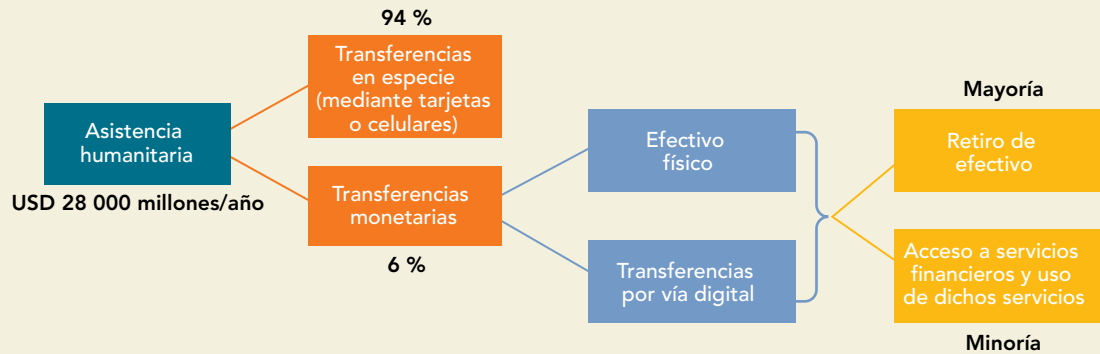 94 %
Transferencias
en especie
(mediante tarjetas
o celulares)
Asistencia
humanitaria
USD 28 000 millones/año
Transferencias
monetarias
6 %
Efectivo
físico
Transferencias
por vía digital
Mayoría
Retiro de
efectivo
Acceso a servicios
financieros y uso
de dichos servicios
Minoría